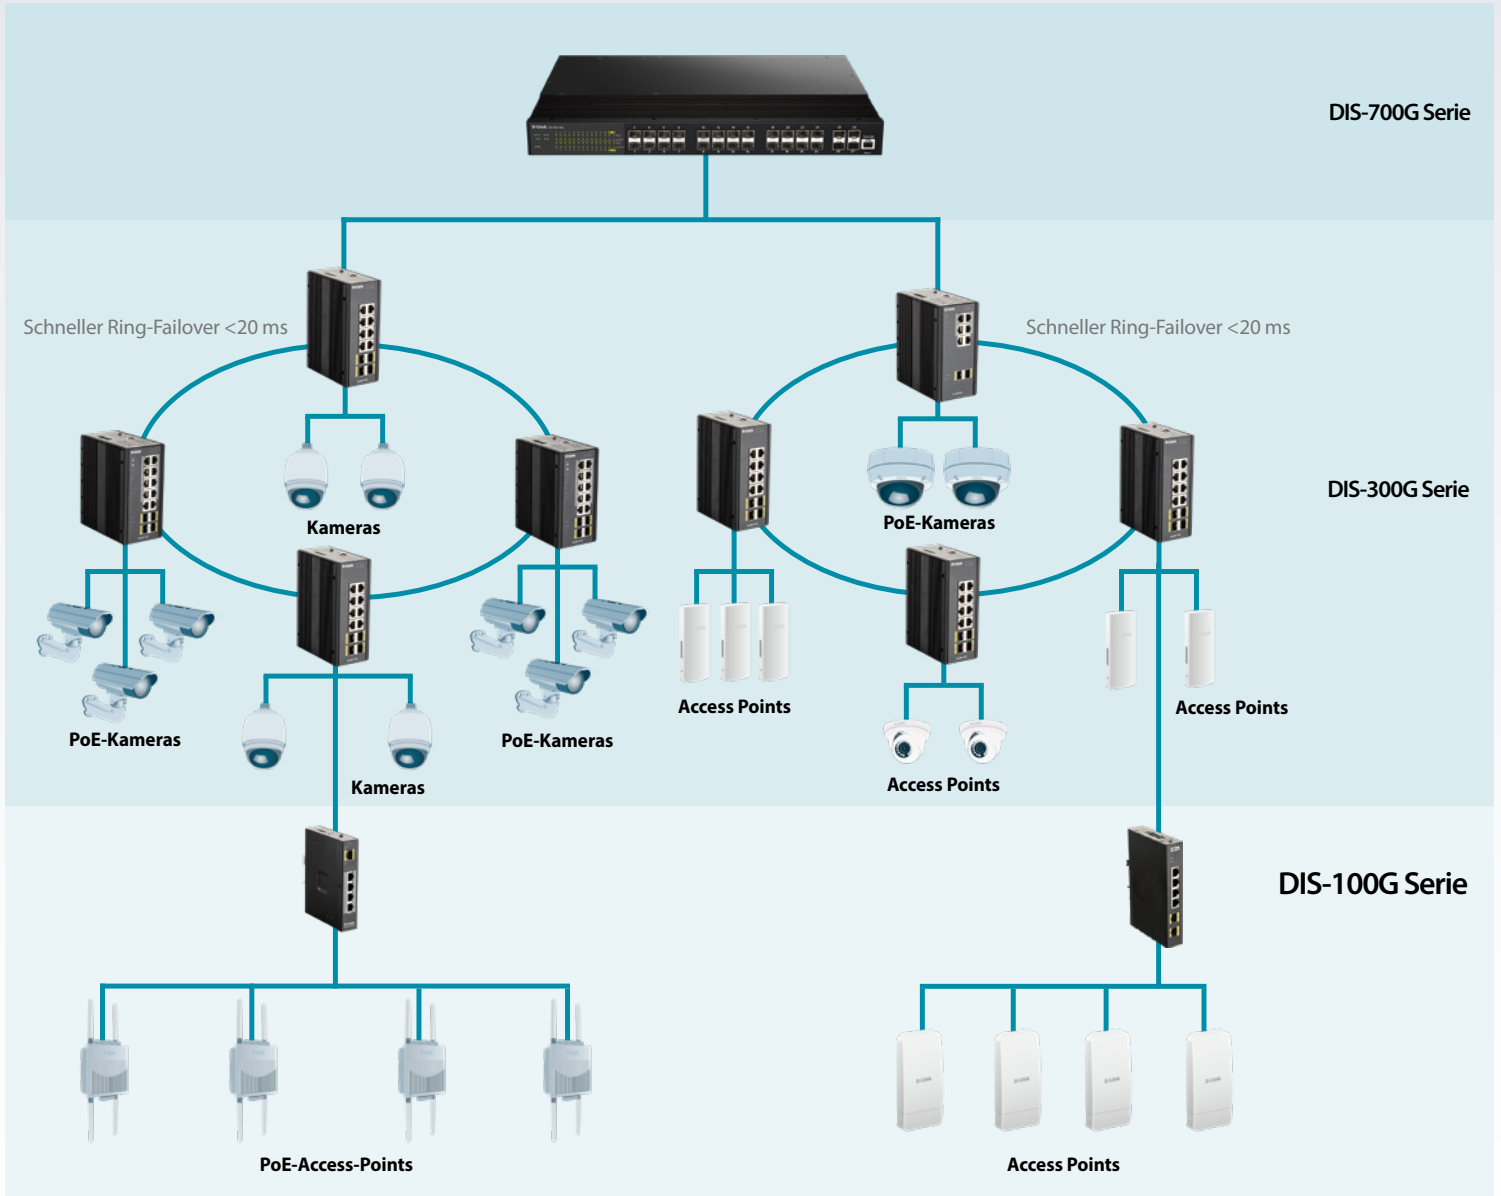 DIS-700G Serie
Schneller Ring-Failover <20 ms
Schneller Ring-Failover <20 ms
DIS-300G Serie
Kameras
PoE-Kameras
Access Points
Access Points
PoE-Kameras
PoE-Kameras
Access Points
Kameras
DIS-100G Serie
PoE-Access-Points
Access Points